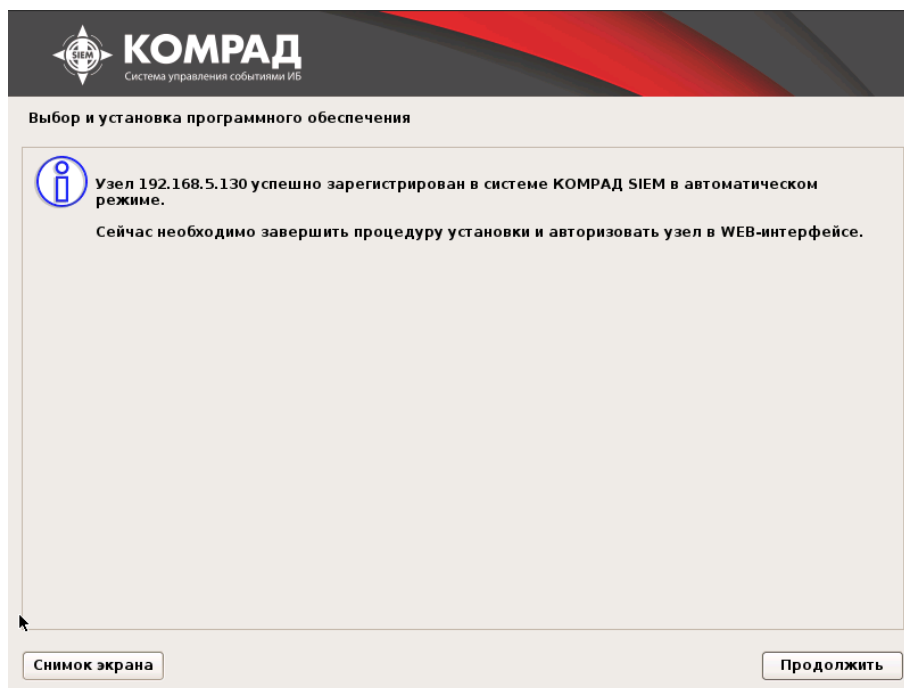 SIEM
КОМРАД
Система управления событиями ИБ
Выбор и установка программного обеспечения
Узел 192.168.5.130 успешно зарегистрирован в системе КОМРАД SIEM в автоматическом
режиме.
Сейчас необходимо завершить процедуру установки и авторизовать узел в WEB-интерфейсе.
Снимок экрана
Продолжить